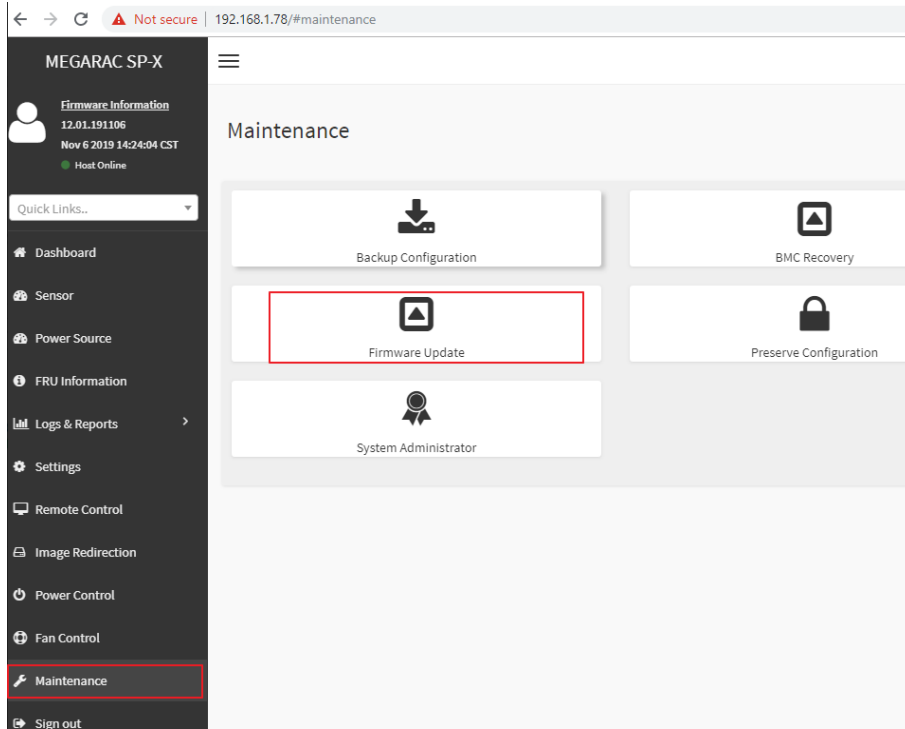 Not secure
192.168.1.78/#maintenance
MEGARAC SP-X
Firmware Information
12.01.191106
Nov 6 2019 14:24:04 CST
Host Online
Quick Links..
Dashboard
Sensor
Power Source
FRU Information
Logs & Reports
Settings
Remote Control
Image Redirection
Power Control
Fan Control
Maintenance
Sign out
Maintenance
Backup Configuration
BMC Recovery
Firmware Update
Preserve Configuration
System Administrator